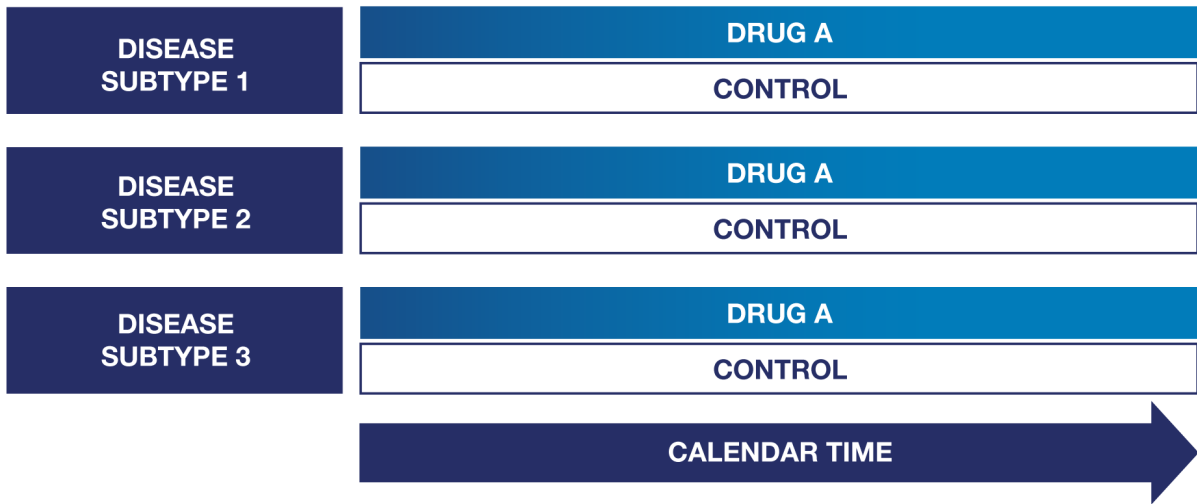 DISEASE
SUBTYPE 1
DRUG A
CONTROL
DISEASE
SUBTYPE 2
DRUG A
CONTROL
DISEASE
SUBTYPE 3
DRUG A
CONTROL
CALENDAR TIME